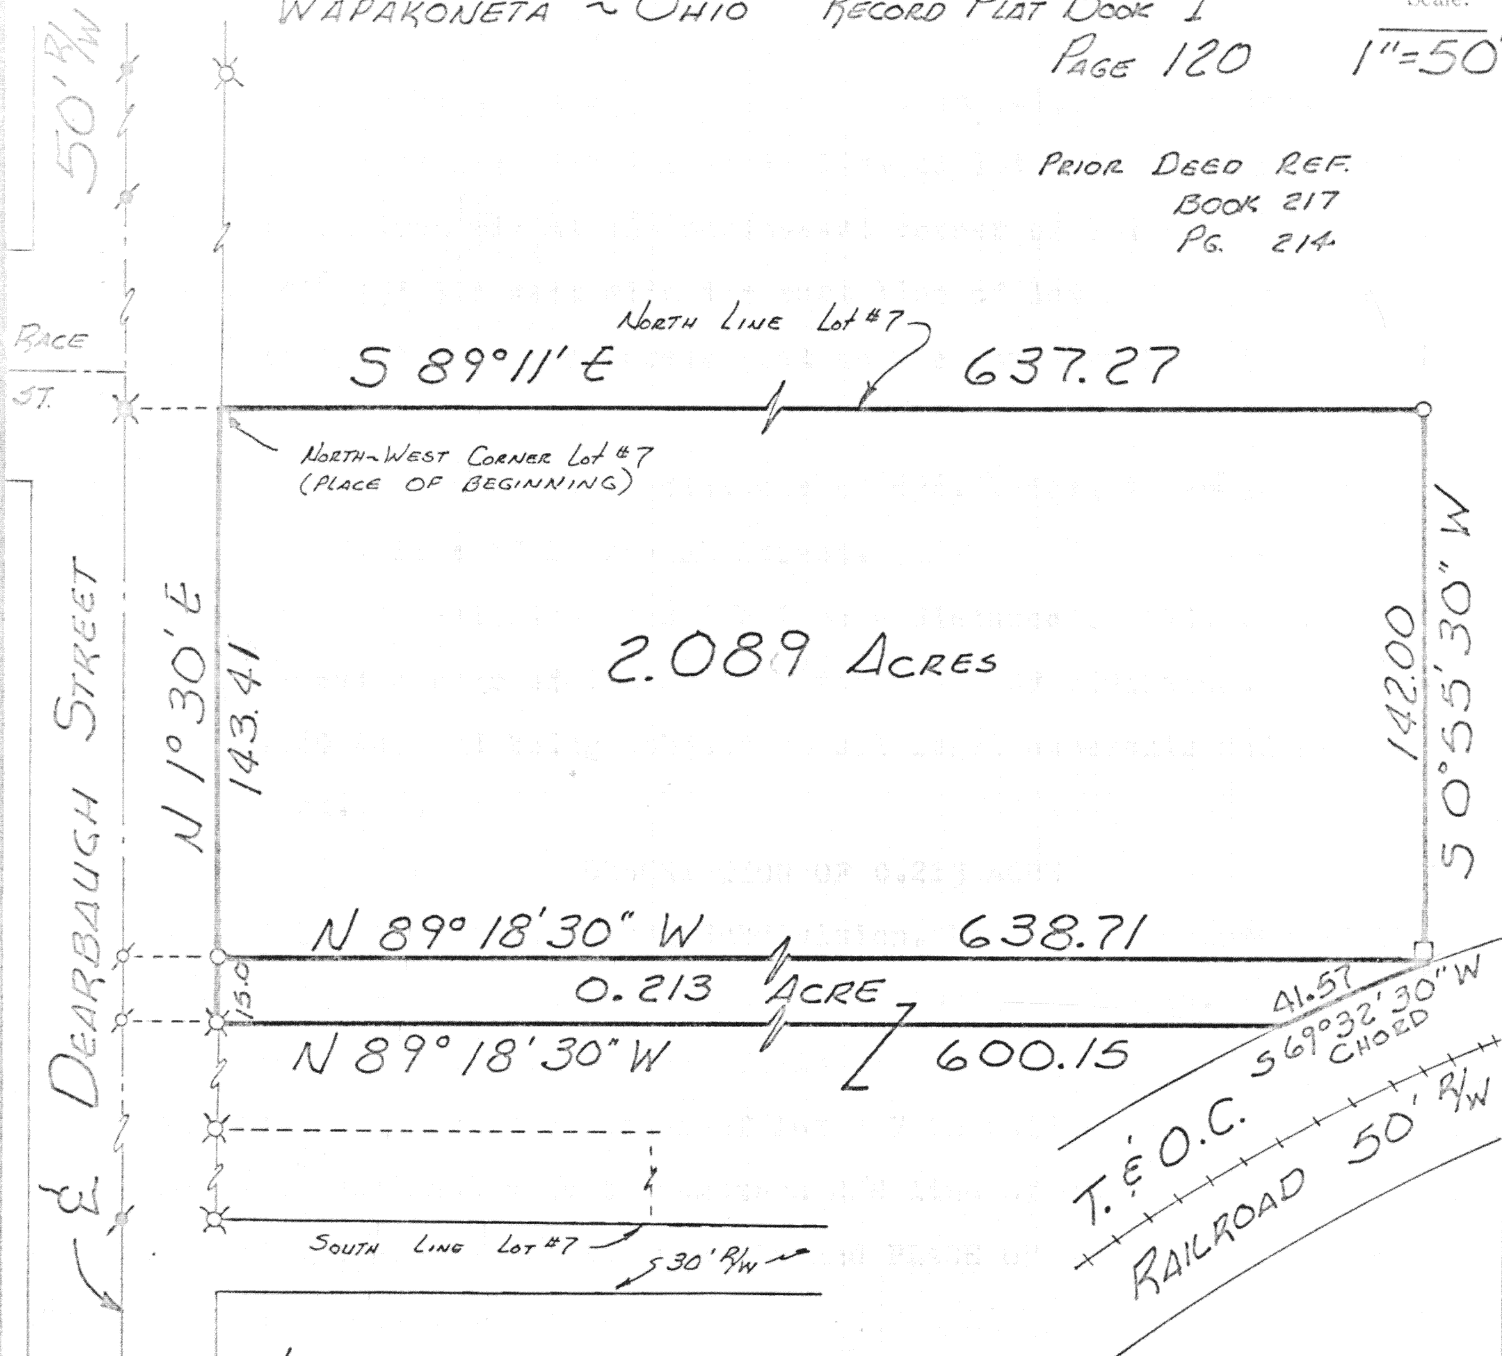 WAPAKONETA ~ OHIO RECORD PLAT BOOK 1
PAGE 120
Scale:
1"=50'
50' R/W
PRIOR DEED REF.
BOOK 217
PG. 214
RACE
ST.
NORTH LINE Lot #7
S 89°11' E 637.27
NORTH-WEST CORNER Lot #7
(PLACE OF BEGINNING)
N 1°30' E
143.41
2.089 ACRES
142.00
S 0°55'30" W
DEARBAUGH STREET
N 89°18'30" W 638.71
15.0
0.213 ACRE
N 89°18'30" W 600.15
41.57
S 69°32'30" W
CHORD
T. & O.C.
RAILROAD 50' R/W
SOUTH LINE LOT #7
30' R/W